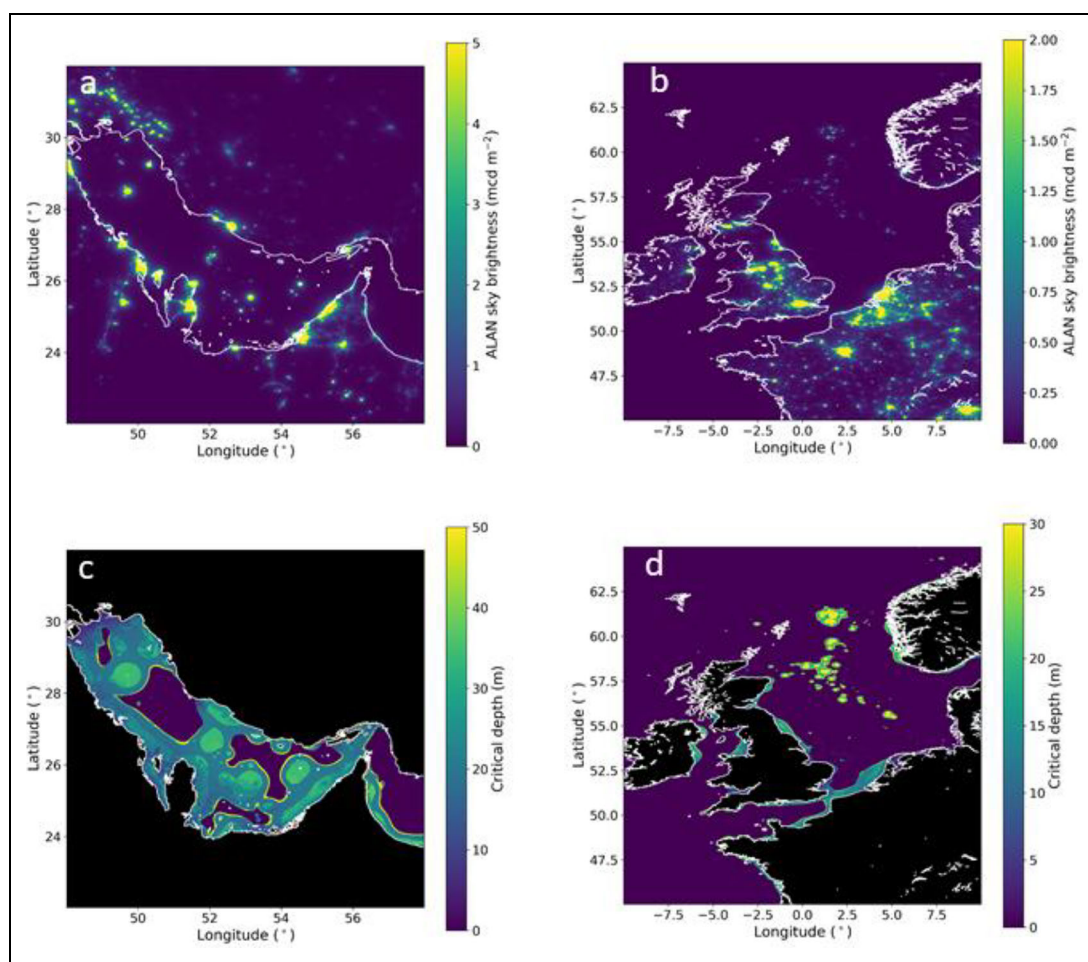 a
30
28
26
24
Latitude (°)
50 52 54 56
Longitude (°)
5
4
3
2
1
0
ALAN sky brightness (mcd m⁻²)
b
62.5
60.0
57.5
55.0
52.5
50.0
47.5
Latitude (°)
−7.5 −5.0 −2.5 0.0 2.5 5.0 7.5
Longitude (°)
2.00
1.75
1.50
1.25
1.00
0.75
0.50
0.25
0.00
ALAN sky brightness (mcd m⁻²)
c
30
28
26
24
Latitude (°)
50 52 54 56
Longitude (°)
50
40
30
20
10
0
Critical depth (m)
d
62.5
60.0
57.5
55.0
52.5
50.0
47.5
Latitude (°)
−7.5 −5.0 −2.5 0.0 2.5 5.0 7.5
Longitude (°)
30
25
20
15
10
5
0
Critical depth (m)